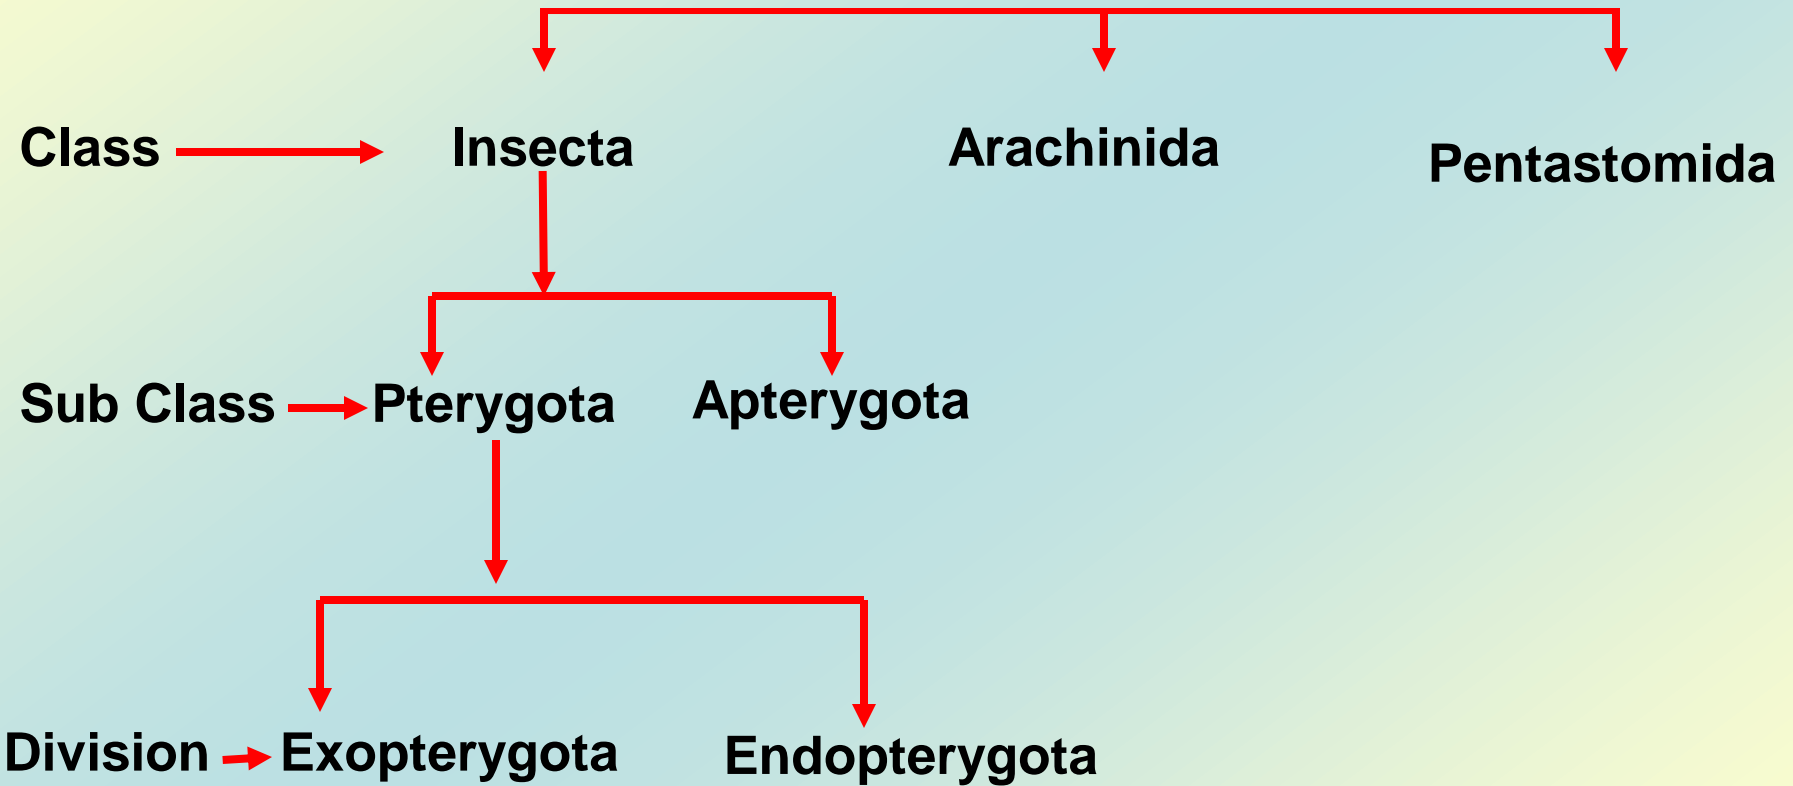 Class Insecta Arachinida Pentastomida
Sub Class Pterygota Apterygota
Division Exopterygota Endopterygota